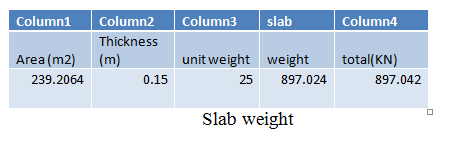 Column1 Column2 Column3 slab Column4
Area (m2) Thickness (m) unit weight weight total(KN)
239.2064 0.15 25 897.024 897.042
Slab weight